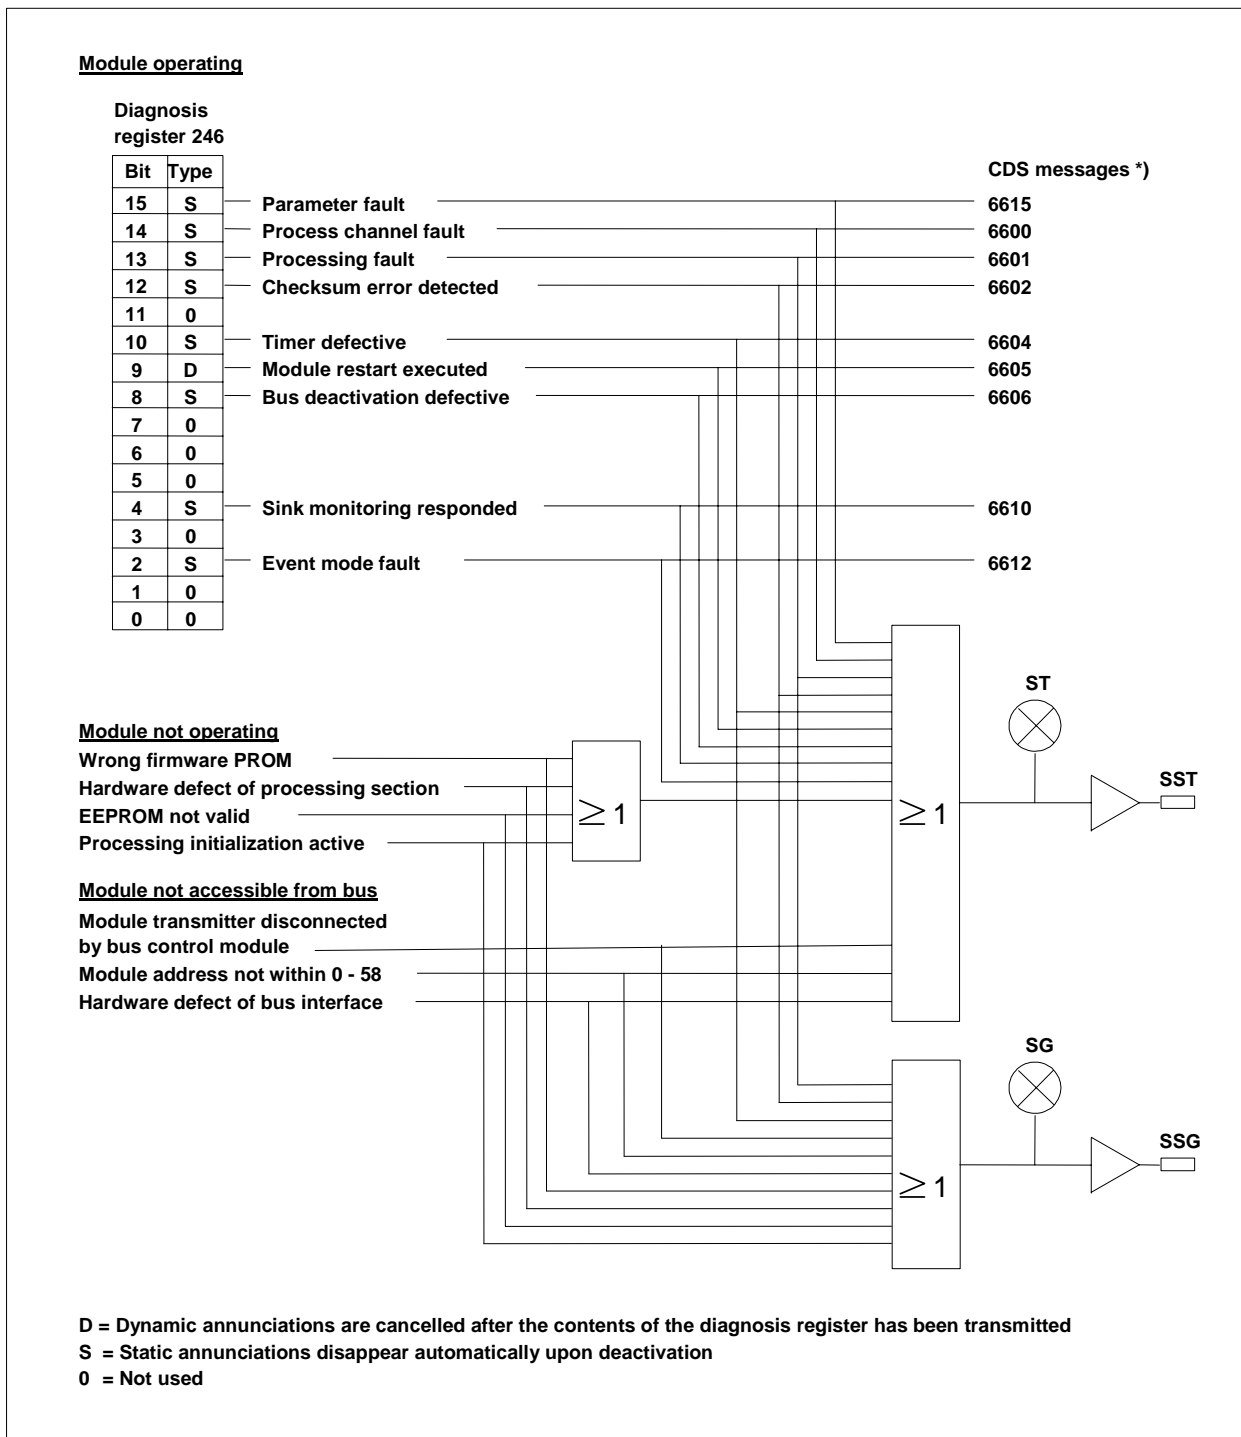 Module operating
Diagnosis
register 246
Bit Type CDS messages *)
15 S Parameter fault 6615
14 S Process channel fault 6600
13 S Processing fault 6601
12 S Checksum error detected 6602
11 0
10 S Timer defective 6604
9 D Module restart executed 6605
8 S Bus deactivation defective 6606
7 0
6 0
5 0
4 S Sink monitoring responded 6610
3 0
2 S Event mode fault 6612
1 0
0 0
ST
Module not operating
Wrong firmware PROM
Hardware defect of processing section
SST
EEPROM not valid
≥ 1
≥ 1
Processing initialization active
Module not accessible from bus
Module transmitter disconnected
by bus control module
Module address not within 0 - 58
Hardware defect of bus interface
SG
SSG
≥ 1
D = Dynamic annunciations are cancelled after the contents of the diagnosis register has been transmitted
S = Static annunciations disappear automatically upon deactivation
0 = Not used